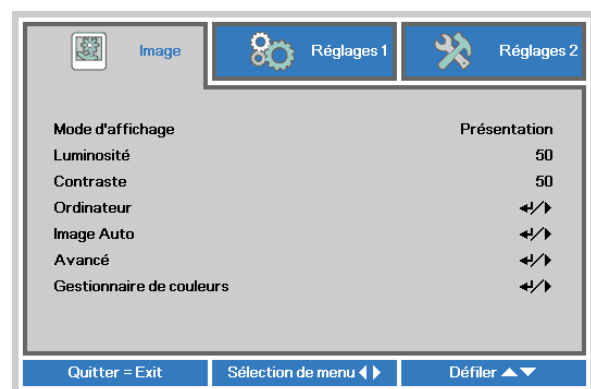 Image Réglages 1 Réglages 2
Mode d'affichage Présentation
Luminosité 50
Contraste 50
Ordinateur ↵/▶
Image Auto ↵/▶
Avancé ↵/▶
Gestionnaire de couleurs ↵/▶
Quitter = Exit Sélection de menu ◀▶ Défiler ▲▼